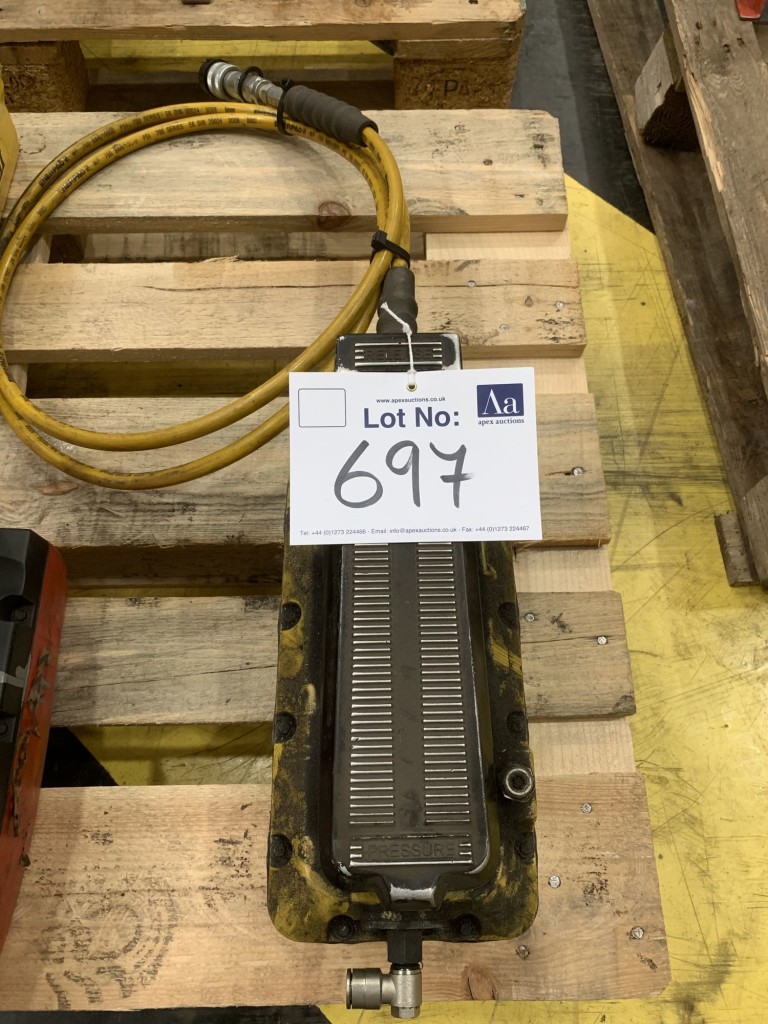 RELEASE
www.apexauctions.co.uk
Lot No:
Aa
apex auctions
697
Tel: +44 (0)1273 224466 - Email: info@apexauctions.co.uk - Fax: +44 (0)1273 224467
PRESSURE